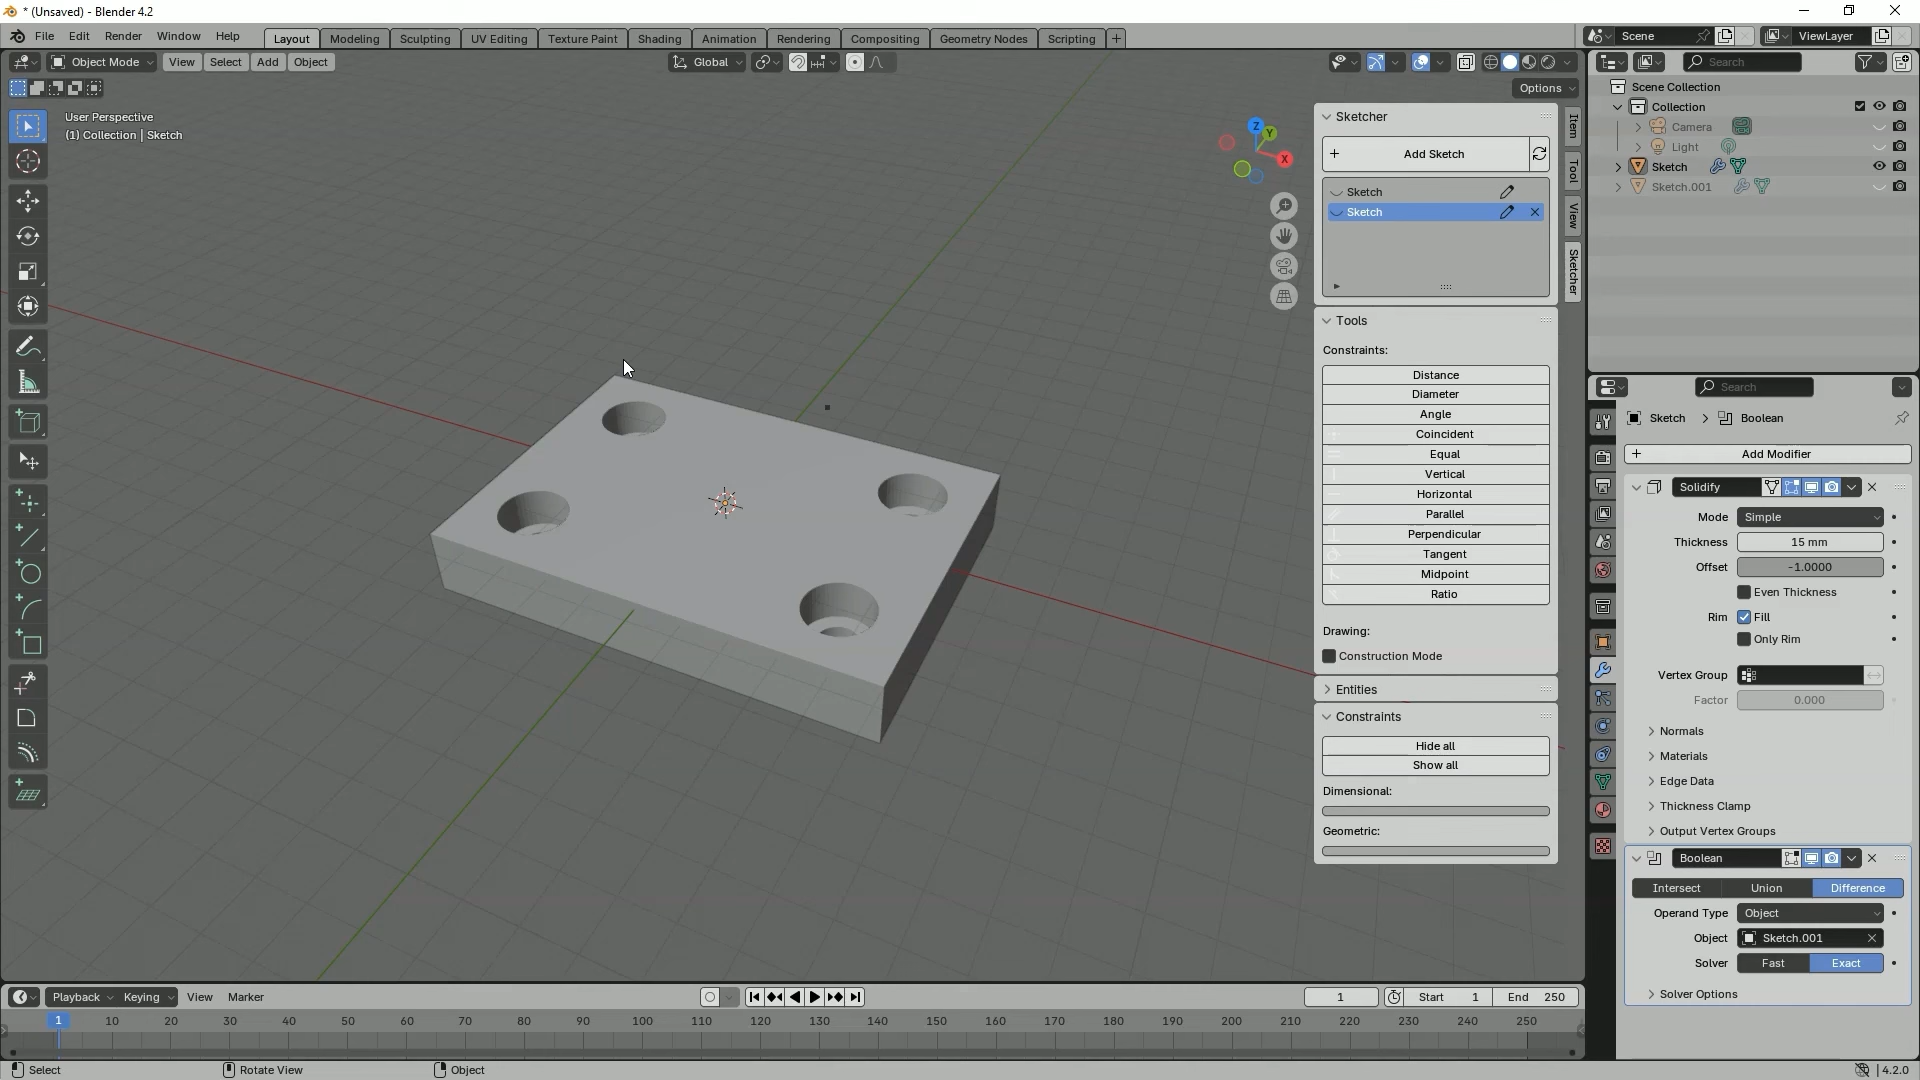 * (Unsaved) - Blender 4.2
File Edit Render Window Help Layout Modeling Sculpting UV Editing Texture Paint Shading Animation Rendering Compositing Geometry Nodes Scripting + Scene ViewLayer
Object Mode View Select Add Object Global Search
Options
User Perspective
(1) Collection | Sketch
Z Y X
Sketcher
+ Add Sketch
Sketch
Sketch
Tools
Constraints:
Distance
Diameter
Angle
Coincident
Equal
Vertical
Horizontal
Parallel
Perpendicular
Tangent
Midpoint
Ratio
Drawing:
Construction Mode
Entities
Constraints
Hide all
Show all
Dimensional:
Geometric:
Item
Tool
View
Sketcher
Scene Collection
Collection
Camera
Light
Sketch
Sketch.001
Search
Sketch > Boolean
+ Add Modifier
Solidify
Mode Simple
Thickness 15 mm
Offset -1.0000
Even Thickness
Rim Fill
Only Rim
Vertex Group
Factor 0.000
Normals
Materials
Edge Data
Thickness Clamp
Output Vertex Groups
Boolean
Intersect Union Difference
Operand Type Object
Object Sketch.001
Solver Fast Exact
Solver Options
Playback Keying View Marker 1 Start 1 End 250
1 10 20 30 40 50 60 70 80 90 100 110 120 130 140 150 160 170 180 190 200 210 220 230 240 250
Select Rotate View Object 4.2.0